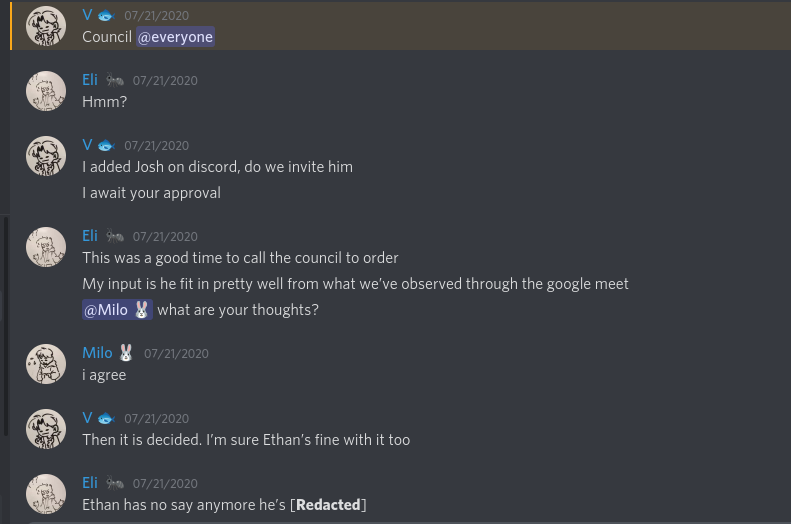 V 🐟 07/21/2020
Council @everyone
Eli 🐜 07/21/2020
Hmm?
V 🐟 07/21/2020
I added Josh on discord, do we invite him
I await your approval
Eli 🐜 07/21/2020
This was a good time to call the council to order
My input is he fit in pretty well from what we’ve observed through the google meet
@Milo 🐰 what are your thoughts?
Milo 🐰 07/21/2020
i agree
V 🐟 07/21/2020
Then it is decided. I’m sure Ethan’s fine with it too
Eli 🐜 07/21/2020
Ethan has no say anymore he’s [Redacted]